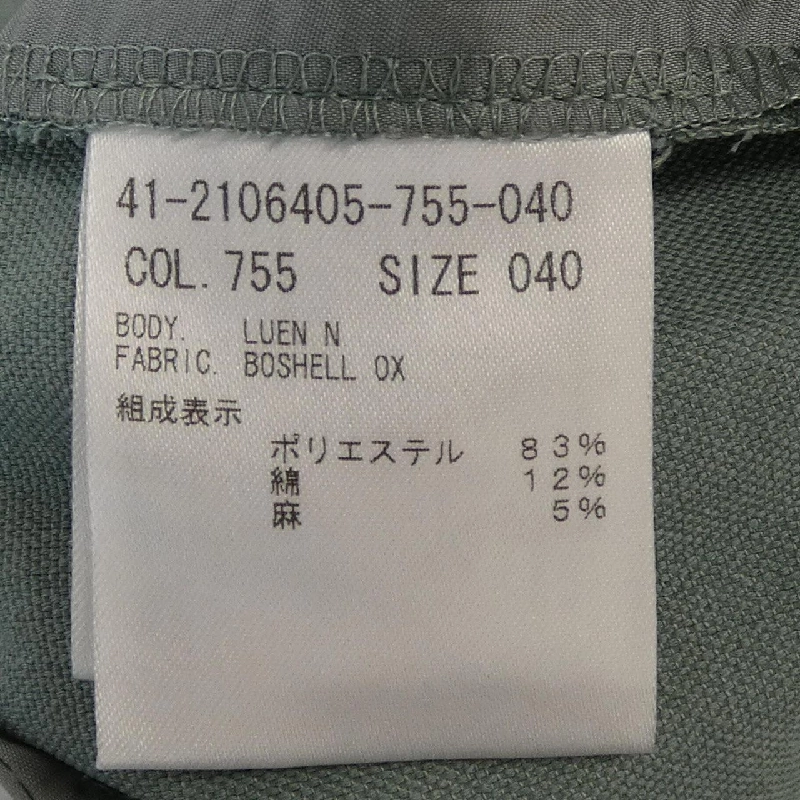 41-2106405-755-040
COL. 755 SIZE 040
BODY. LUEN N
FABRIC. BOSHELL OX
組成表示
ポリエステル 83%
綿 12%
麻 5%